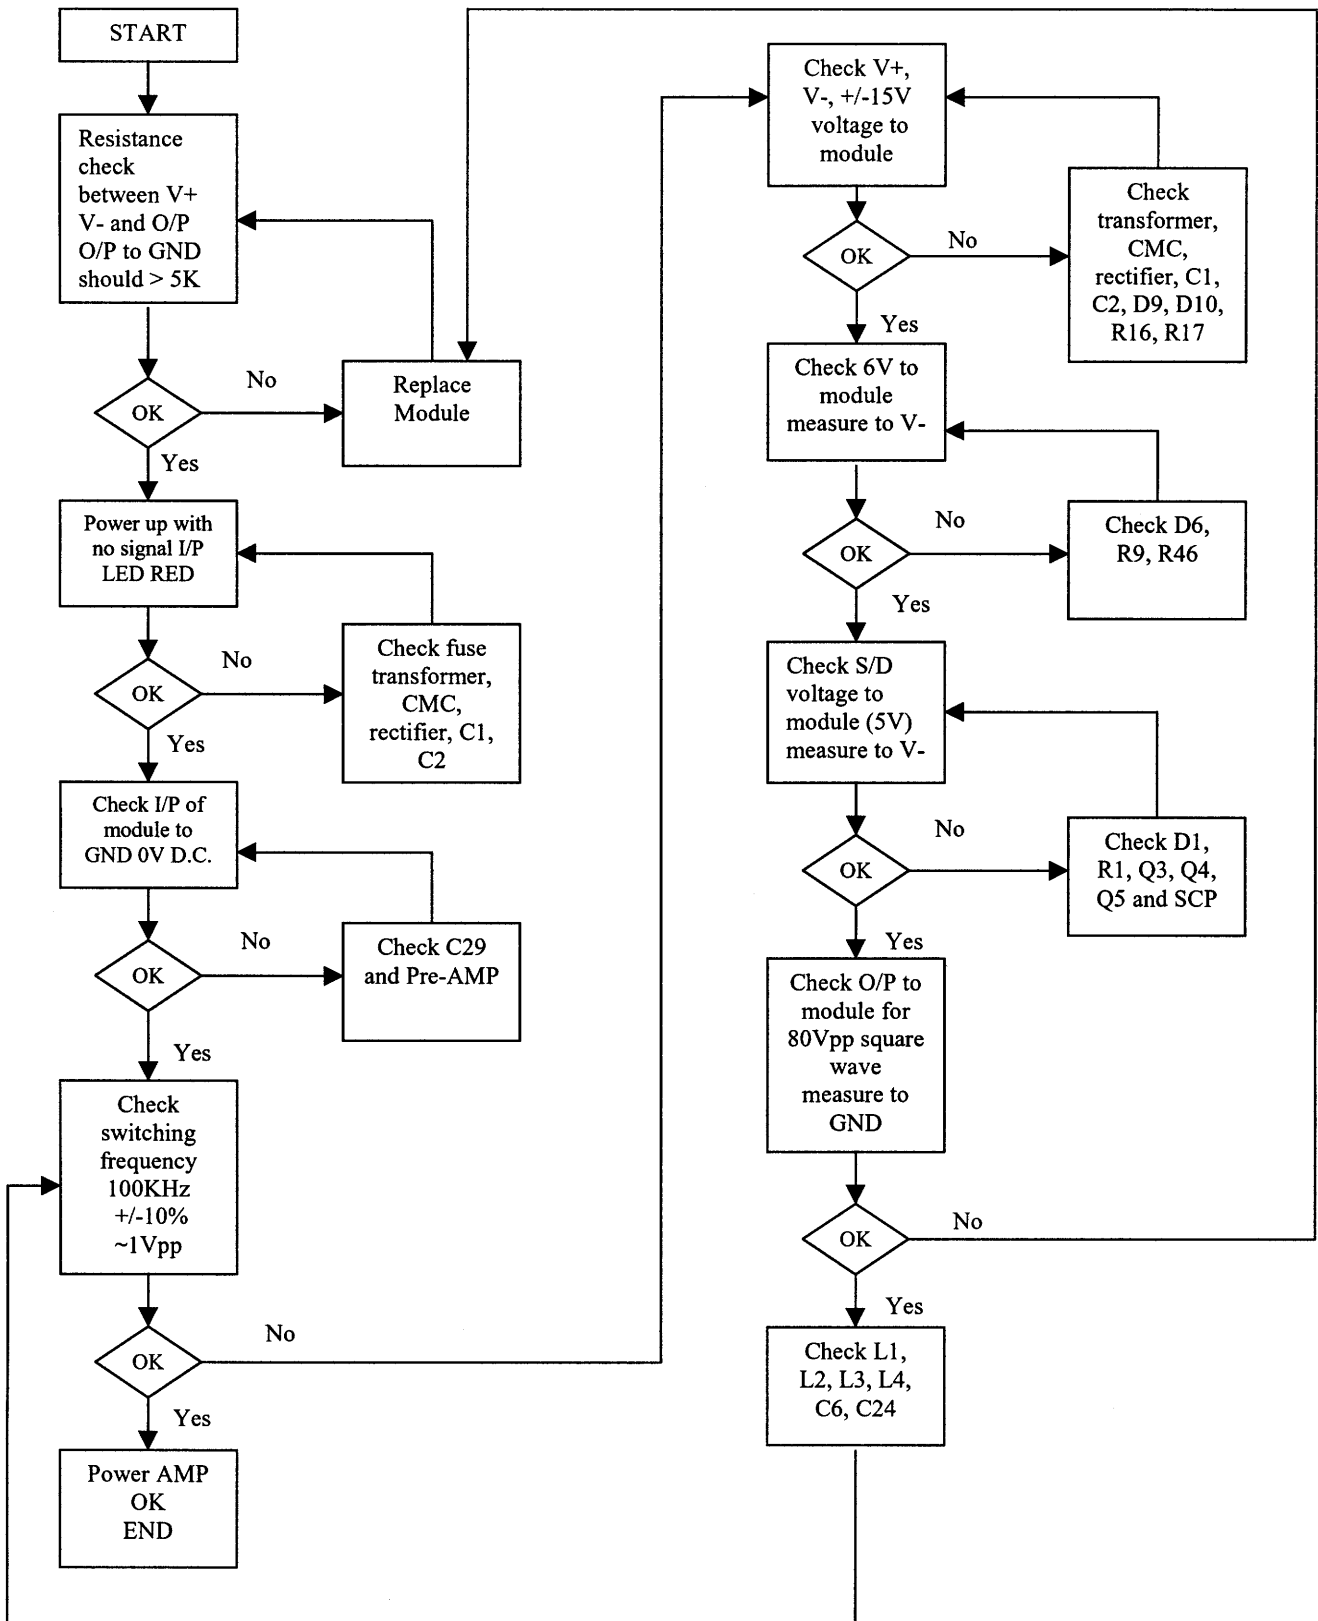 START
Resistance
check
between V+
V- and O/P
O/P to GND
should > 5K
OK
No
Replace
Module
Yes
Power up with
no signal I/P
LED RED
OK
No
Check fuse
transformer,
CMC,
rectifier, C1,
C2
Yes
Check I/P of
module to
GND 0V D.C.
OK
No
Check C29
and Pre-AMP
Yes
Check
switching
frequency
100KHz
+/-10%
~1Vpp
OK
No
Yes
Power AMP
OK
END
Check V+,
V-, +/-15V
voltage to
module
OK
No
Check
transformer,
CMC,
rectifier, C1,
C2, D9, D10,
R16, R17
Yes
Check 6V to
module
measure to V-
OK
No
Check D6,
R9, R46
Yes
Check S/D
voltage to
module (5V)
measure to V-
OK
No
Check D1,
R1, Q3, Q4,
Q5 and SCP
Yes
Check O/P to
module for
80Vpp square
wave
measure to
GND
OK
No
Yes
Check L1,
L2, L3, L4,
C6, C24